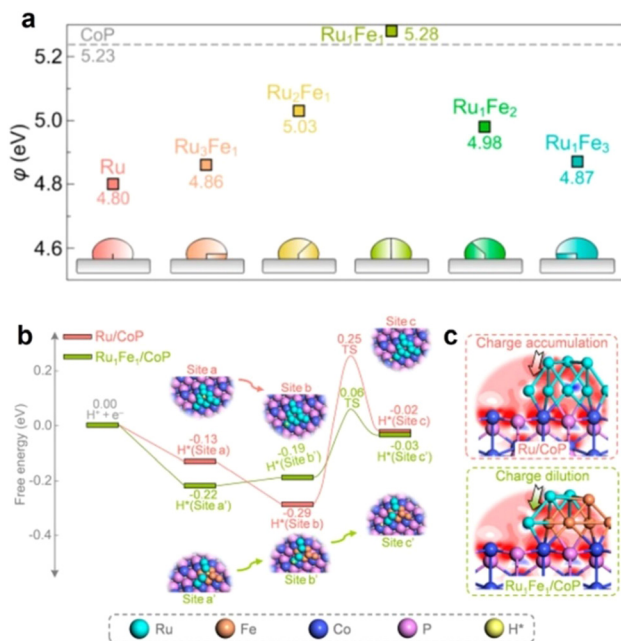 a
CoP
5.23
5.2
5.0
4.8
4.6
φ (eV)
Ru
4.80
Ru₃Fe₁
4.86
Ru₂Fe₁
5.03
Ru₁Fe₁
5.28
Ru₁Fe₂
4.98
Ru₁Fe₃
4.87
b
Ru/CoP
Ru₁Fe₁/CoP
Free energy (eV)
0.2
0.0
-0.2
-0.4
0.00
H⁺ + e⁻
-0.13
H*(Site a)
-0.22
H*(Site a')
-0.19
H*(Site b')
-0.29
H*(Site b)
0.25
TS
0.06
TS
-0.02
H*(Site c)
-0.03
H*(Site c')
Site a
Site b
Site c
Site a'
Site b'
Site c'
c
Charge accumulation
Ru/CoP
Charge dilution
Ru₁Fe₁/CoP
Ru
Fe
Co
P
H*